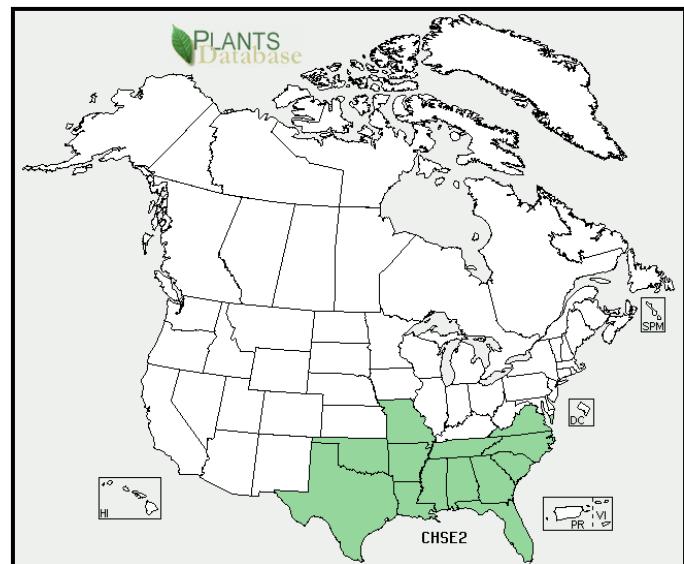 PLANTS
Database
SPM
DC
HI
PR
VI
CHSE2